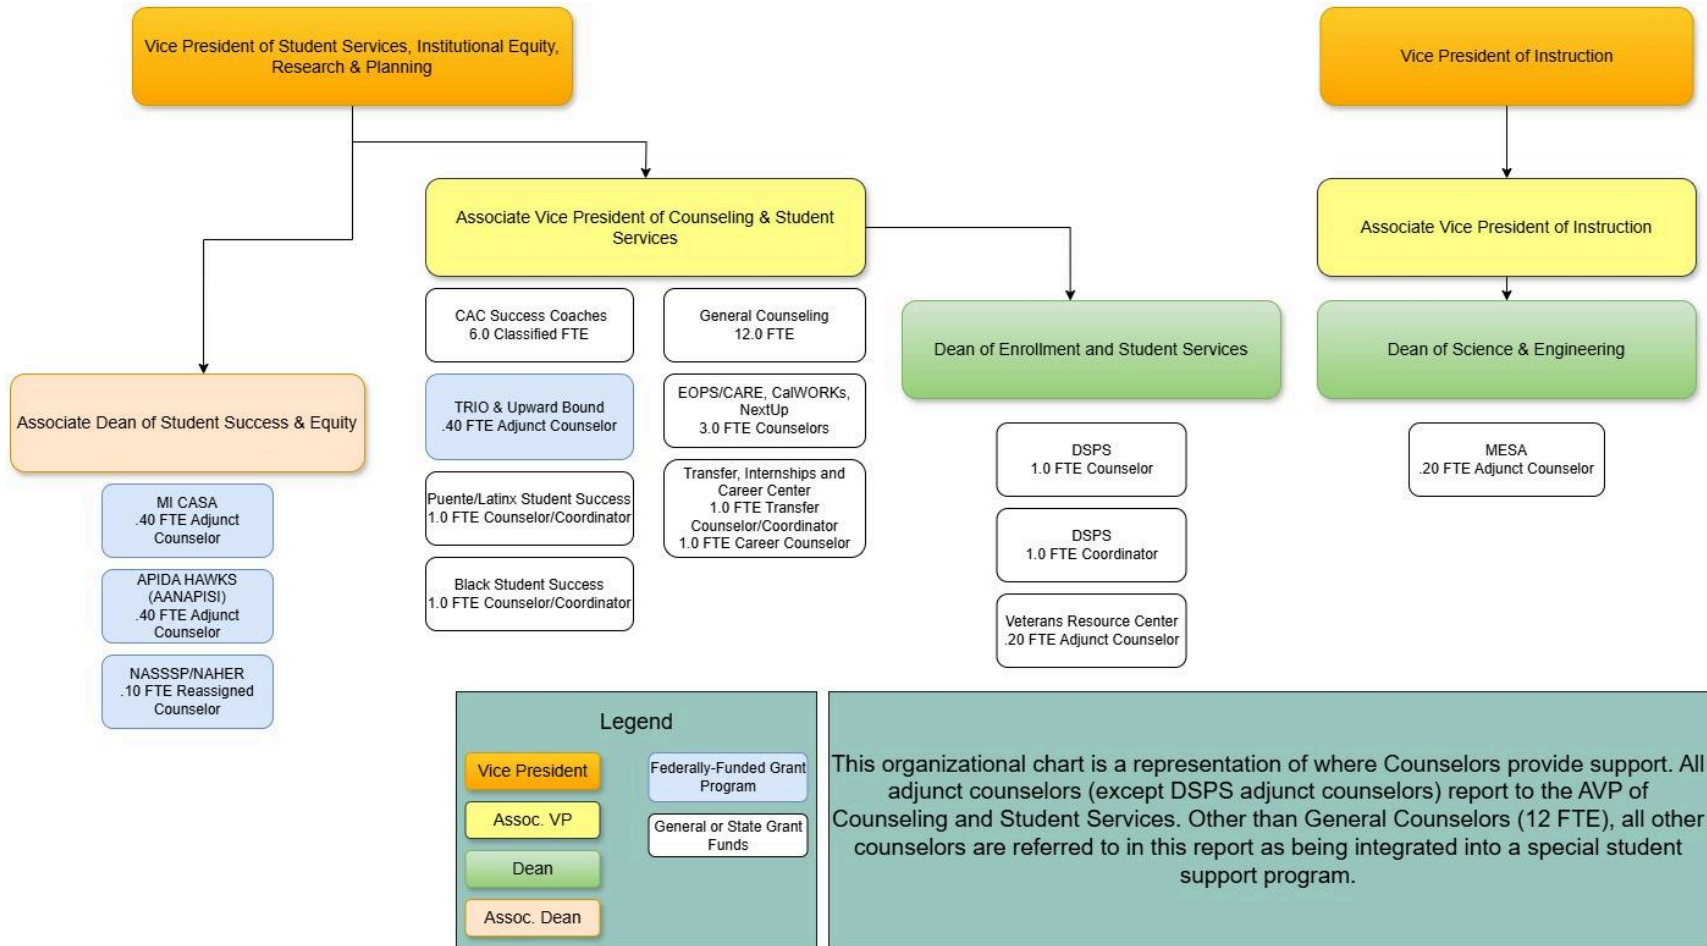 Vice President of Student Services, Institutional Equity,
Research & Planning
Vice President of Instruction
Associate Vice President of Counseling & Student
Services
Associate Vice President of Instruction
CAC Success Coaches
6.0 Classified FTE
General Counseling
12.0 FTE
Dean of Enrollment and Student Services
Dean of Science & Engineering
Associate Dean of Student Success & Equity
TRIO & Upward Bound
.40 FTE Adjunct Counselor
EOPS/CARE, CalWORKs,
NextUp
3.0 FTE Counselors
Puente/Latinx Student Success
1.0 FTE Counselor/Coordinator
Transfer, Internships and
Career Center
1.0 FTE Transfer
Counselor/Coordinator
1.0 FTE Career Counselor
Black Student Success
1.0 FTE Counselor/Coordinator
DSPS
1.0 FTE Counselor
DSPS
1.0 FTE Coordinator
Veterans Resource Center
.20 FTE Adjunct Counselor
MESA
.20 FTE Adjunct Counselor
MI CASA
.40 FTE Adjunct
Counselor
APIDA HAWKS
(AANAPISI)
.40 FTE Adjunct
Counselor
NASSSP/NAHER
.10 FTE Reassigned
Counselor
Legend
Vice President
Assoc. VP
Dean
Assoc. Dean
Federally-Funded Grant
Program
General or State Grant
Funds
This organizational chart is a representation of where Counselors provide support. All
adjunct counselors (except DSPS adjunct counselors) report to the AVP of
Counseling and Student Services. Other than General Counselors (12 FTE), all other
counselors are referred to in this report as being integrated into a special student
support program.